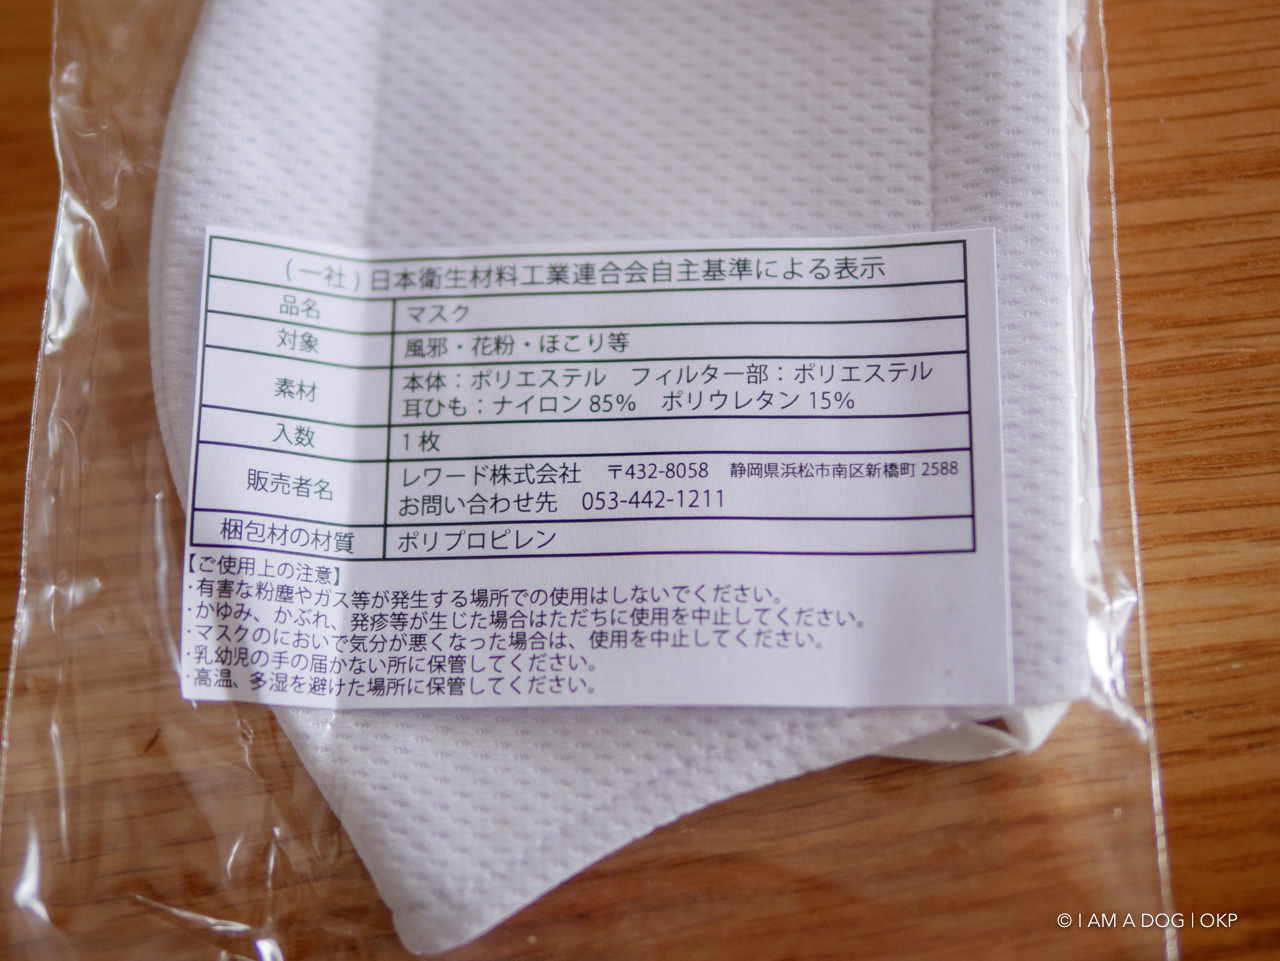 (一社)日本衛生材料工業連合会自主基準による表示
品名 マスク
対象 風邪・花粉・ほこり等
素材 本体:ポリエステル フィルター部:ポリエステル
耳ひも:ナイロン 85% ポリウレタン 15%
入数 1 枚
販売者名 レワード株式会社 〒432-8058 静岡県浜松市南区新橋町 2588
お問い合わせ先 053-442-1211
梱包材の材質 ポリプロピレン
【ご使用上の注意】
・有害な粉塵やガス等が発生する場所での使用はしないでください。
・かゆみ、かぶれ、発疹等が生じた場合はただちに使用を中止してください。
・マスクのにおいで気分が悪くなった場合は、使用を中止してください。
・乳幼児の手の届かない所に保管してください。
・高温、多湿を避けた場所に保管してください。
© I AM A DOG | OKP